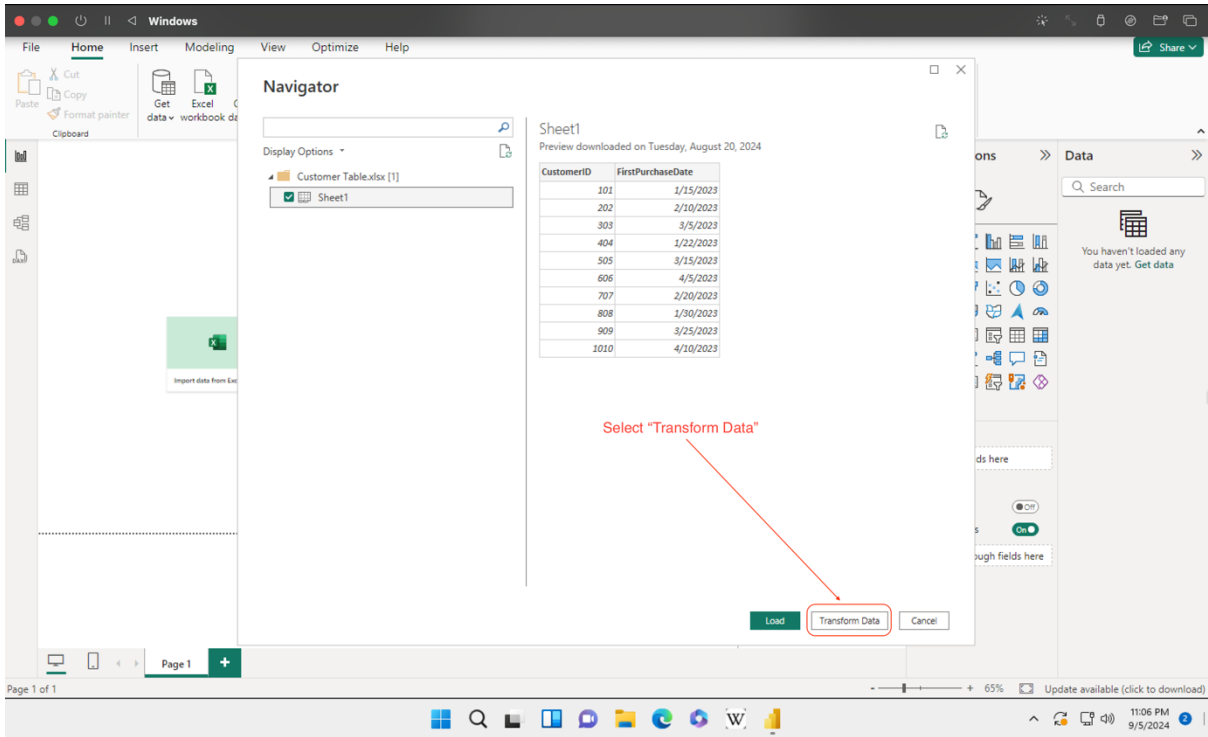 Windows
File Home Insert Modeling View Optimize Help
Share
Cut
Copy
Format painter
Paste
Clipboard
Get data
Excel workbook
Navigator
Display Options
Customer Table.xlsx [1]
Sheet1
Sheet1
Preview downloaded on Tuesday, August 20, 2024
CustomerID FirstPurchaseDate
101 1/15/2023
202 2/10/2023
303 3/5/2023
404 1/22/2023
505 3/15/2023
606 4/5/2023
707 2/20/2023
808 1/30/2023
909 3/25/2023
1010 4/10/2023
Select “Transform Data”
Load Transform Data Cancel
Import data from Exc
ons
Data
Search
You haven't loaded any
data yet. Get data
ds here
Off
s On
ough fields here
Page 1
Page 1 of 1
65%
Update available (click to download)
W
11:06 PM
9/5/2024
2